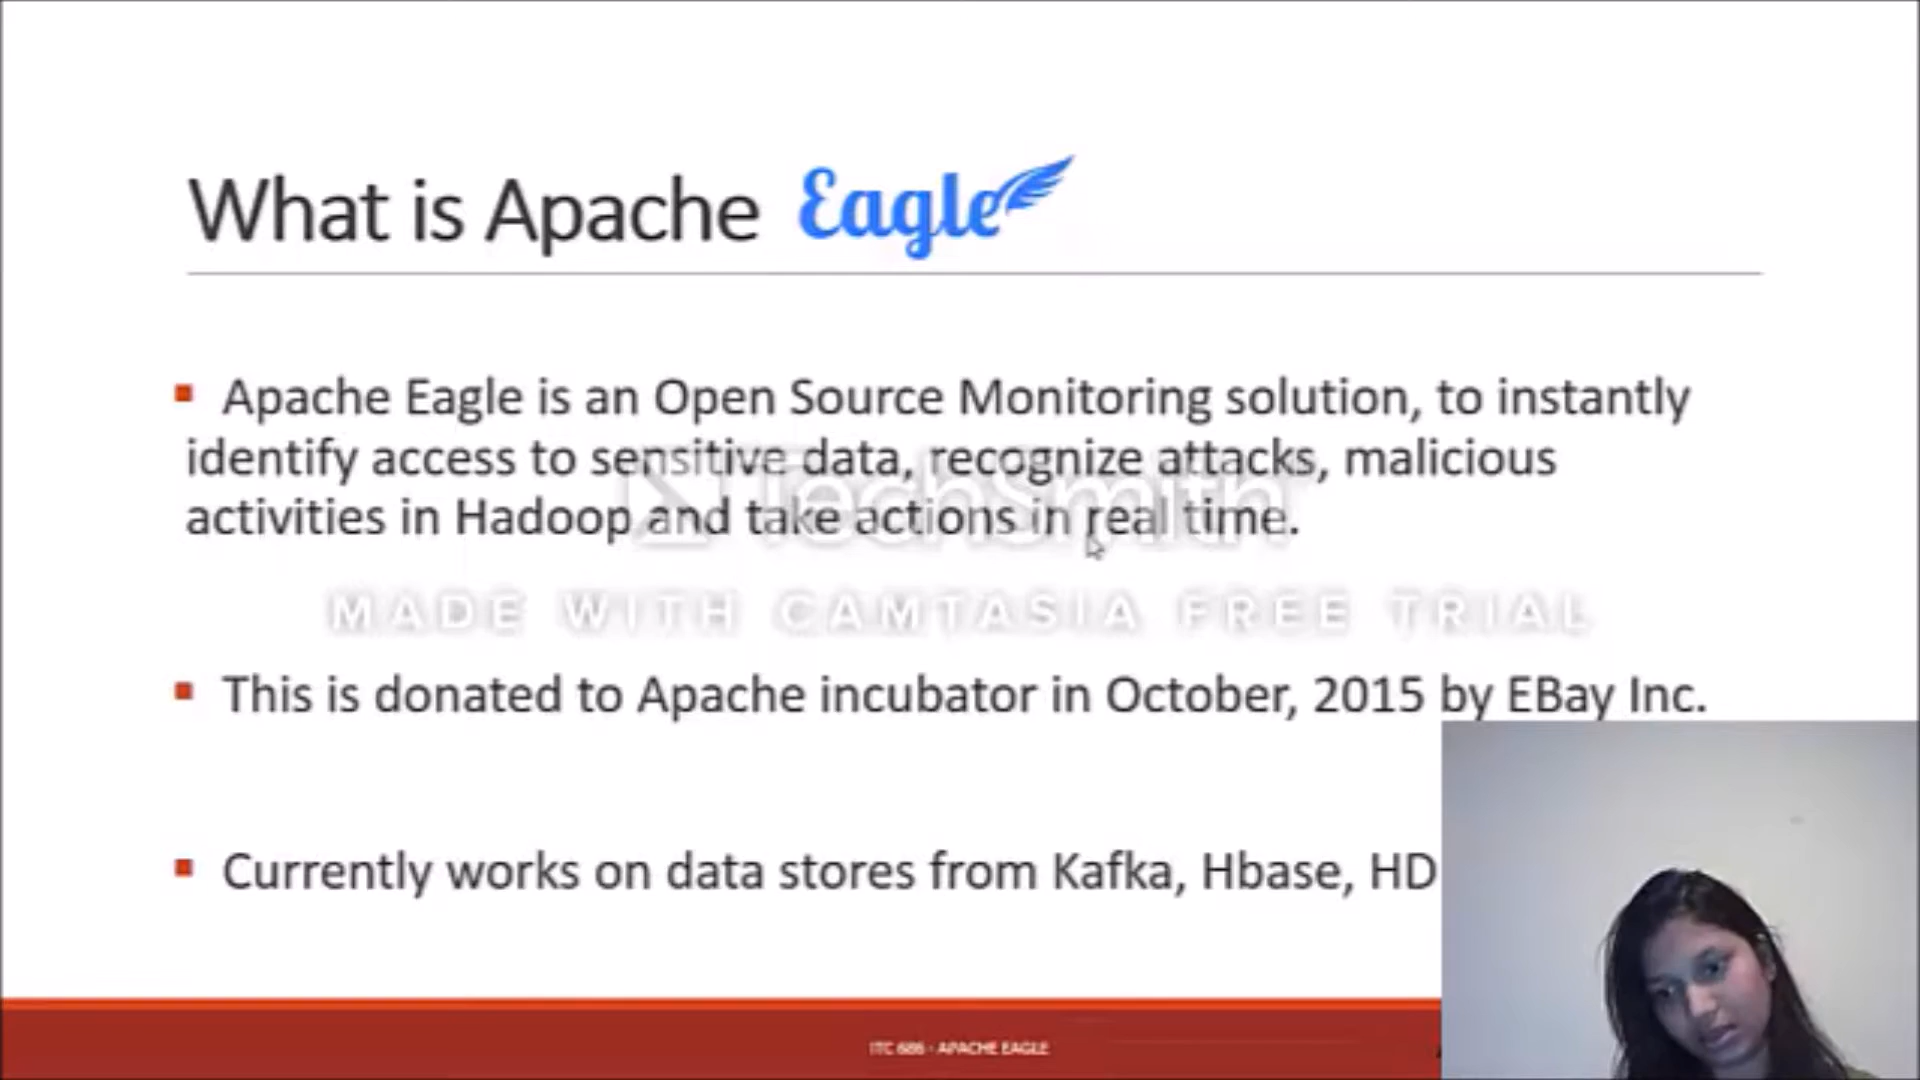 What is Apache Eagle
Apache Eagle is an Open Source Monitoring solution, to instantly
identify access to sensitive data, recognize attacks, malicious
activities in Hadoop and take actions in real time.
TechSmith
MADE WITH CAMTASIA FREE TRIAL
This is donated to Apache incubator in October, 2015 by EBay Inc.
Currently works on data stores from Kafka, Hbase, HD
ITC 686 - APACHE EAGLE